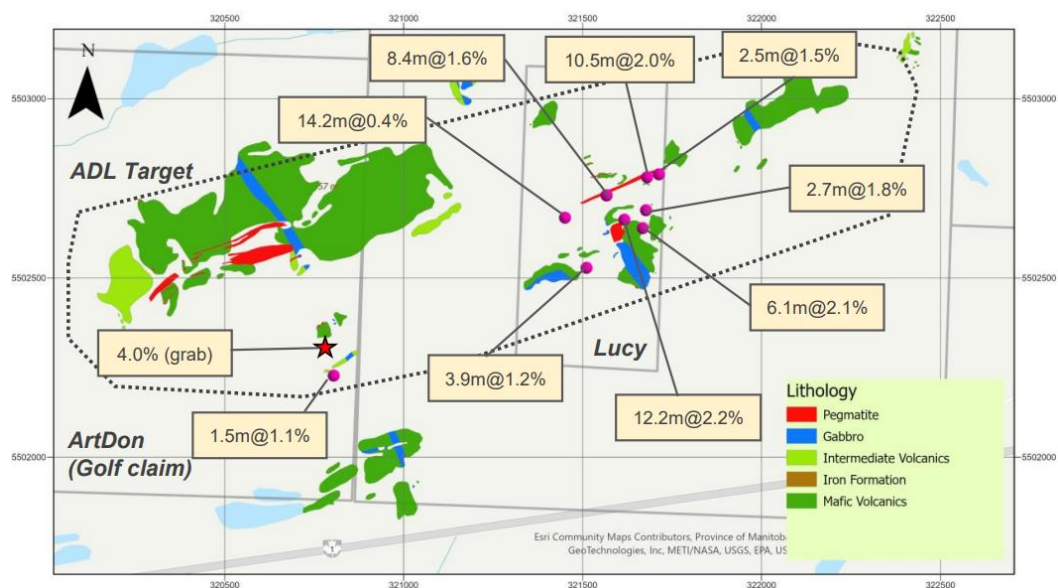 320500
321000
321500
322000
322500
N
8.4m@1.6%
10.5m@2.0%
2.5m@1.5%
5503000
5503000
14.2m@0.4%
ADL Target
2.7m@1.8%
5502500
5502500
6.1m@2.1%
4.0% (grab)
Lucy
3.9m@1.2%
12.2m@2.2%
1.5m@1.1%
ArtDon
(Golf claim)
Lithology
Pegmatite
Gabbro
Intermediate Volcanics
Iron Formation
Mafic Volcanics
5502000
5502000
1
Esri Community Maps Contributors, Province of Manitoba
GeoTechnologies, Inc, METI/NASA, USGS, EPA, US
320500
321000
321500
322000
322500